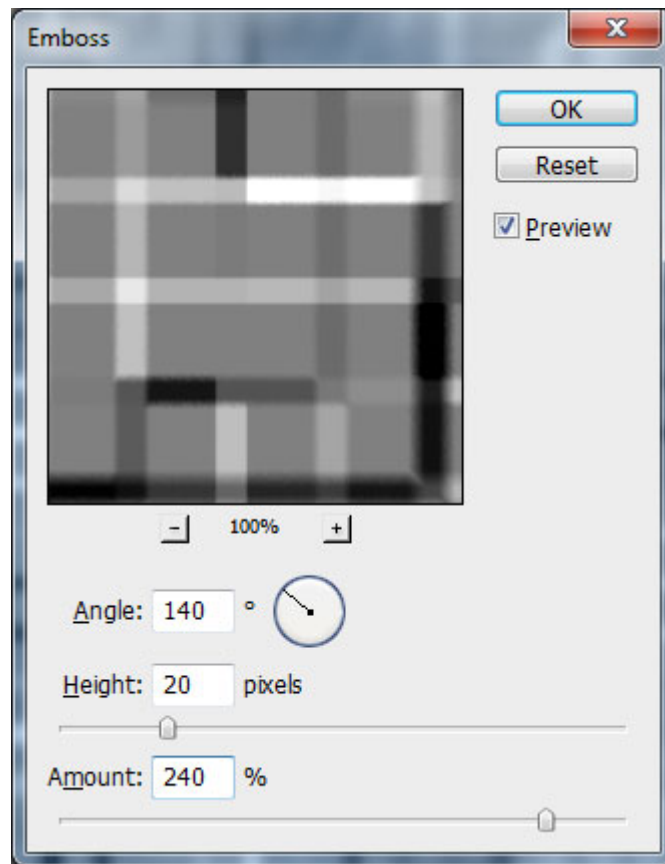 Emboss
OK
Reset
Preview
- 100% +
Angle: 140 °
Height: 20 pixels
Amount: 240 %